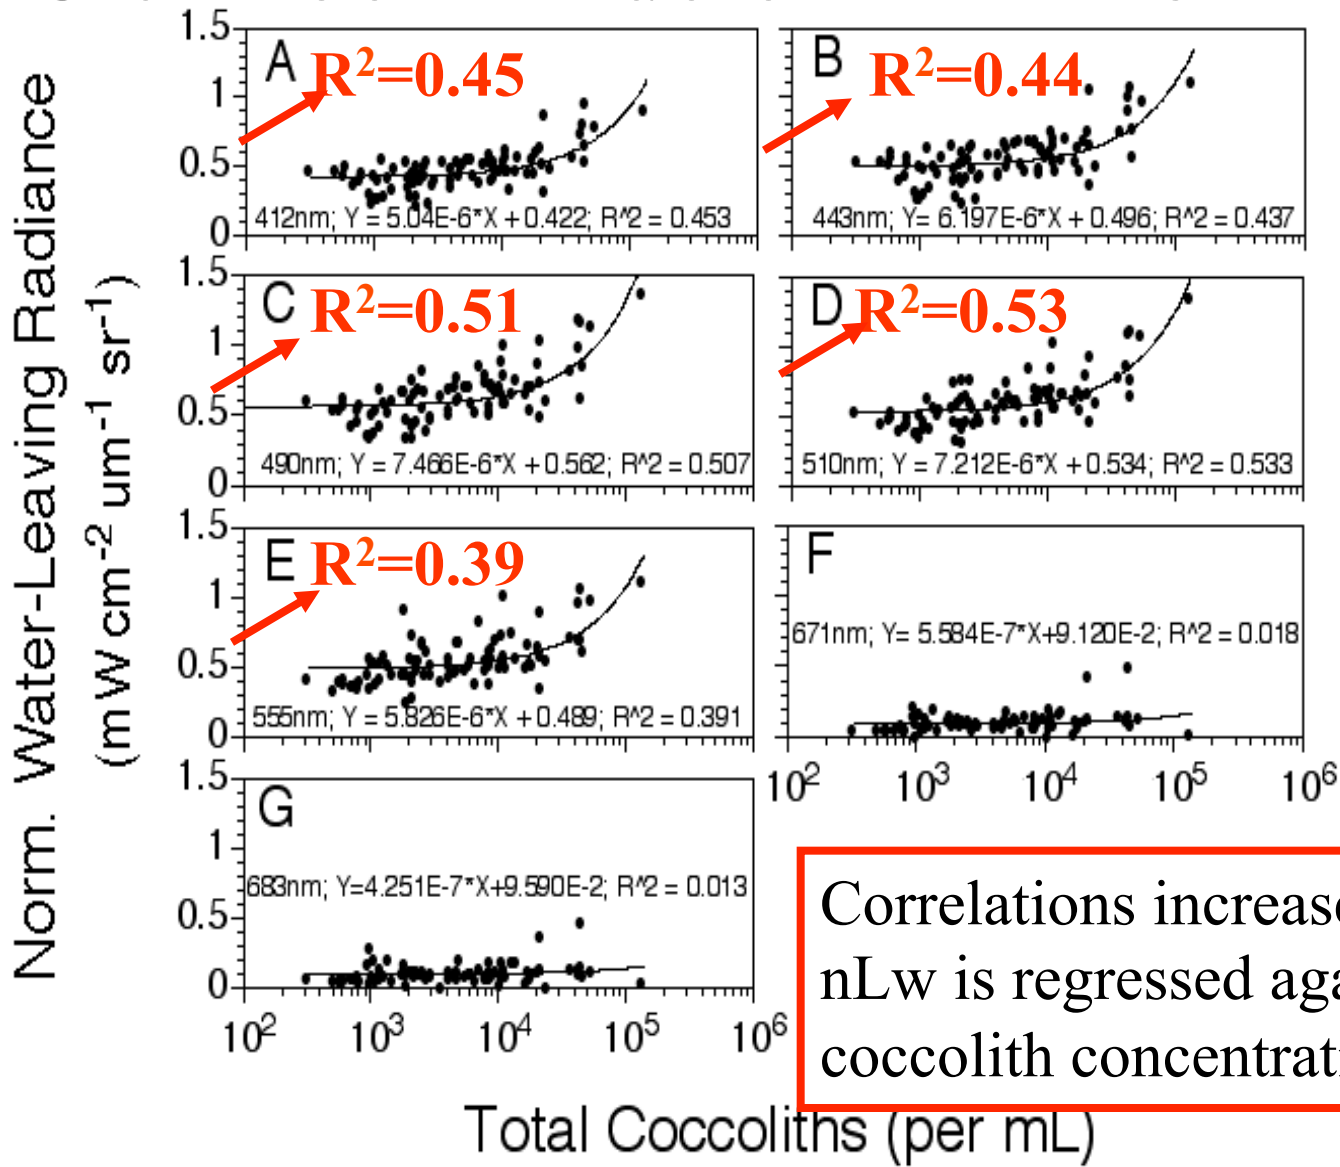 Norm. Water-Leaving Radiance
(mW cm-2 um-1 sr-1)
1.5
1
0.5
0
A
R2=0.45
412nm; Y = 5.04E-6*X + 0.422; R^2 = 0.453
B
R2=0.44
443nm; Y= 6.197E-6*X + 0.496; R^2 = 0.437
1.5
1
0.5
0
C
R2=0.51
490nm; Y = 7.466E-6*X + 0.562; R^2 = 0.507
D
R2=0.53
510nm; Y = 7.212E-6*X + 0.534; R^2 = 0.533
1.5
1
0.5
0
E
R2=0.39
555nm; Y = 5.826E-6*X + 0.489; R^2 = 0.391
F
671nm; Y= 5.584E-7*X+9.120E-2; R^2 = 0.018
102 103 104 105 106
1.5
1
0.5
0
G
683nm; Y=4.251E-7*X+9.590E-2; R^2 = 0.013
102 103 104 105 106
Correlations increase
nLw is regressed
coccolith
Total Coccoliths (per mL)